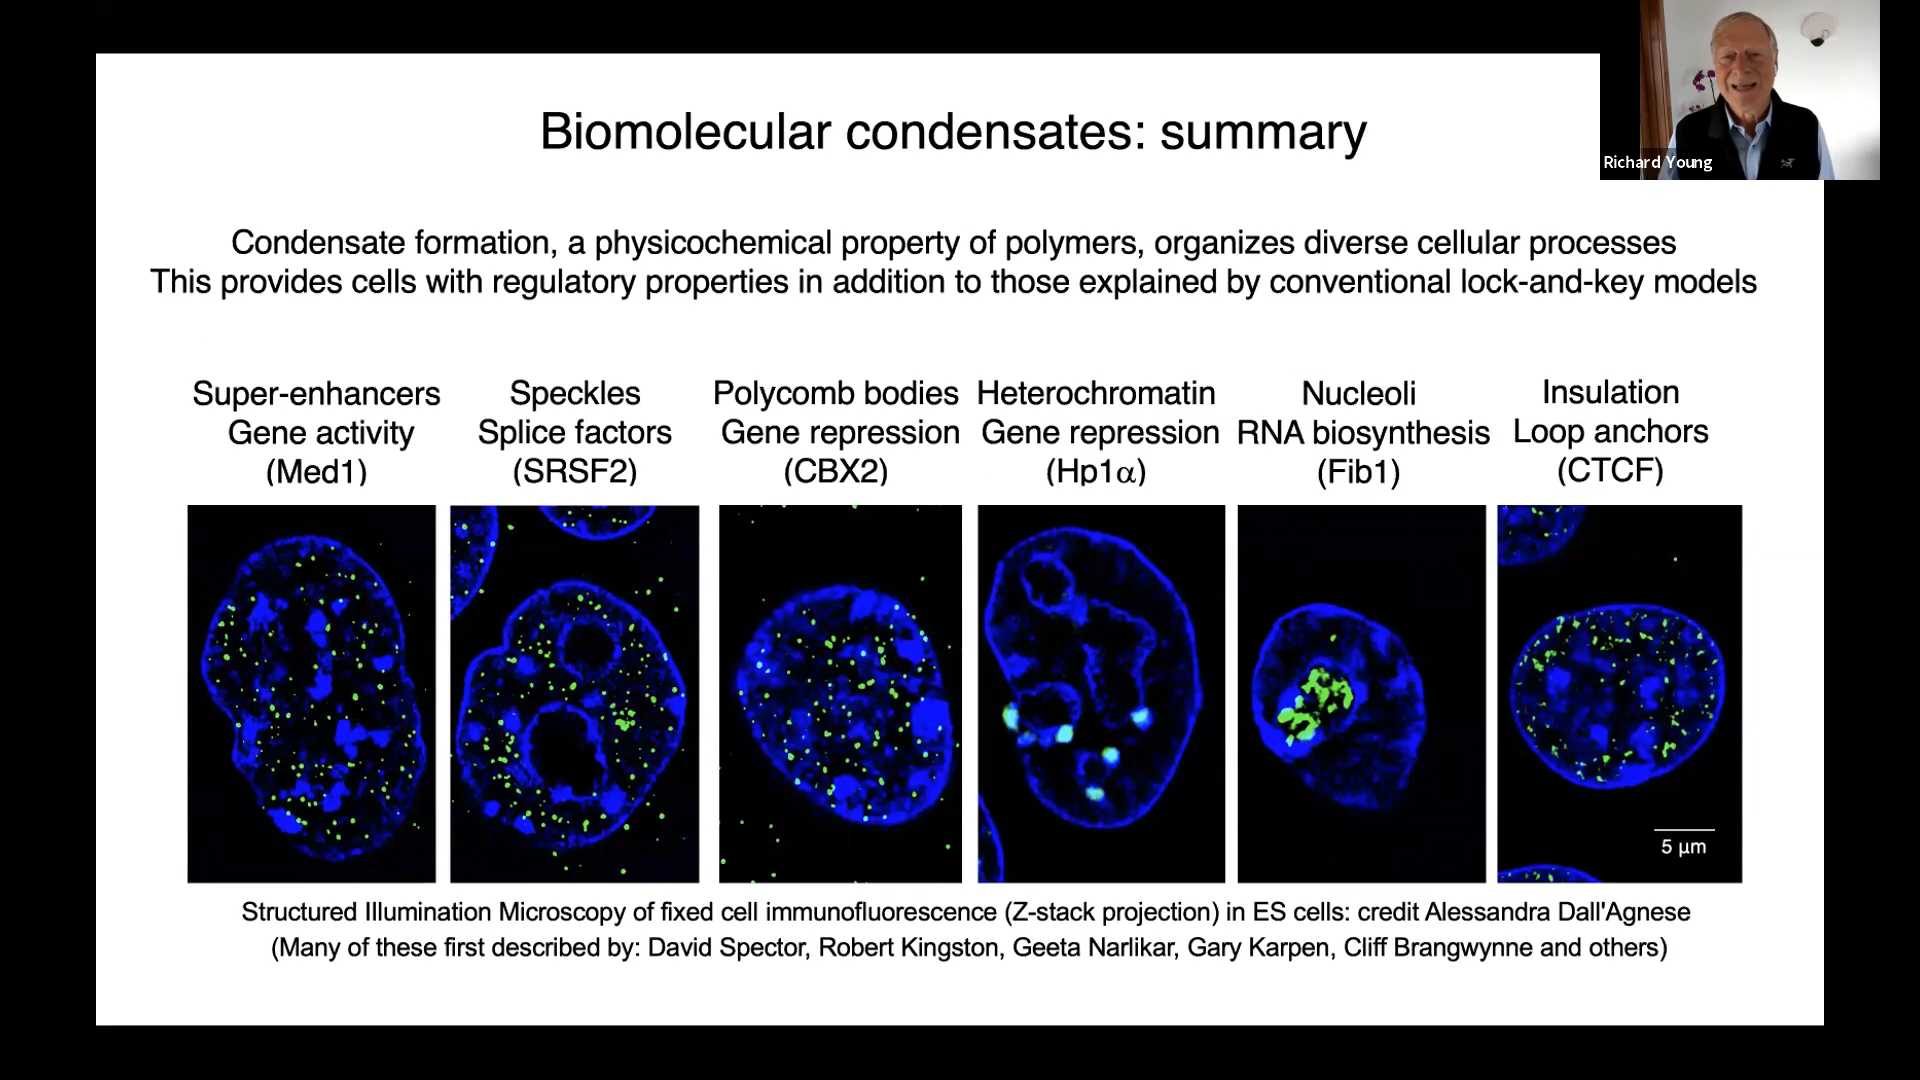 Biomolecular condensates: summary
Richard Young
Condensate formation, a physicochemical property of polymers, organizes diverse cellular processes
This provides cells with regulatory properties in addition to those explained by conventional lock-and-key models
Super-enhancers
Gene activity
(Med1)
Speckles
Splice factors
(SRSF2)
Polycomb bodies
Gene repression
(CBX2)
Heterochromatin
Gene repression
(Hp1α)
Nucleoli
RNA biosynthesis
(Fib1)
Insulation
Loop anchors
(CTCF)
5 μm
Structured Illumination Microscopy of fixed cell immunofluorescence (Z-stack projection) in ES cells: credit Alessandra Dall'Agnese
(Many of these first described by: David Spector, Robert Kingston, Geeta Narlikar, Gary Karpen, Cliff Brangwynne and others)